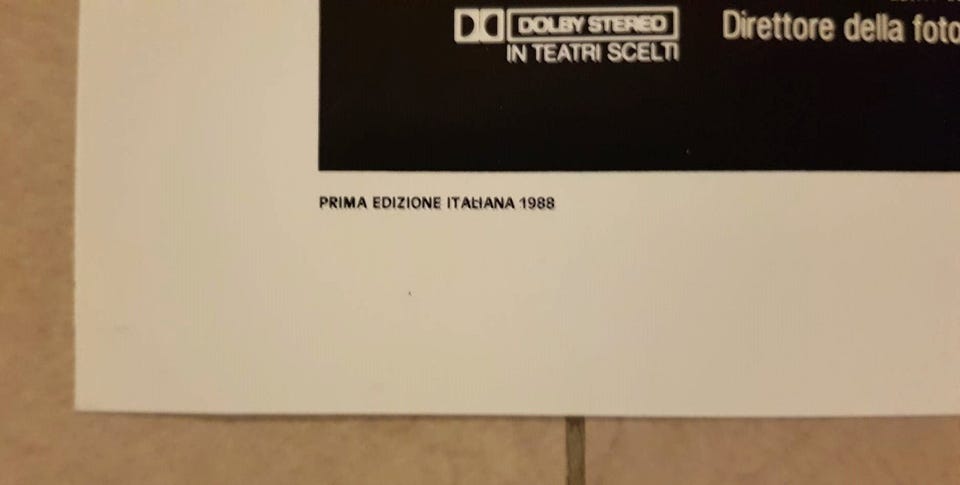 DOLBY STEREO
IN TEATRI SCELTI
Direttore della foto
PRIMA EDIZIONE ITALIANA 1988